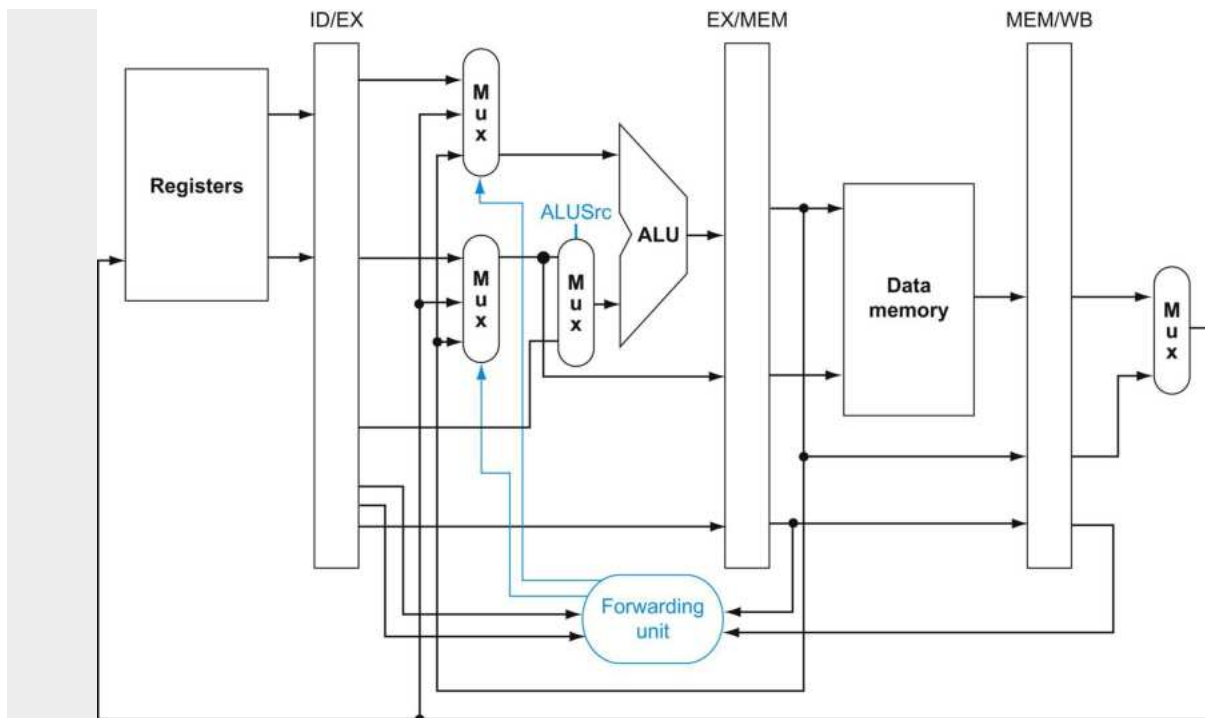 ID/EX
EX/MEM
MEM/WB
Registers
Mux
ALUSrc
Mux
Mux
ALU
Data
memory
Mux
Forwarding
unit